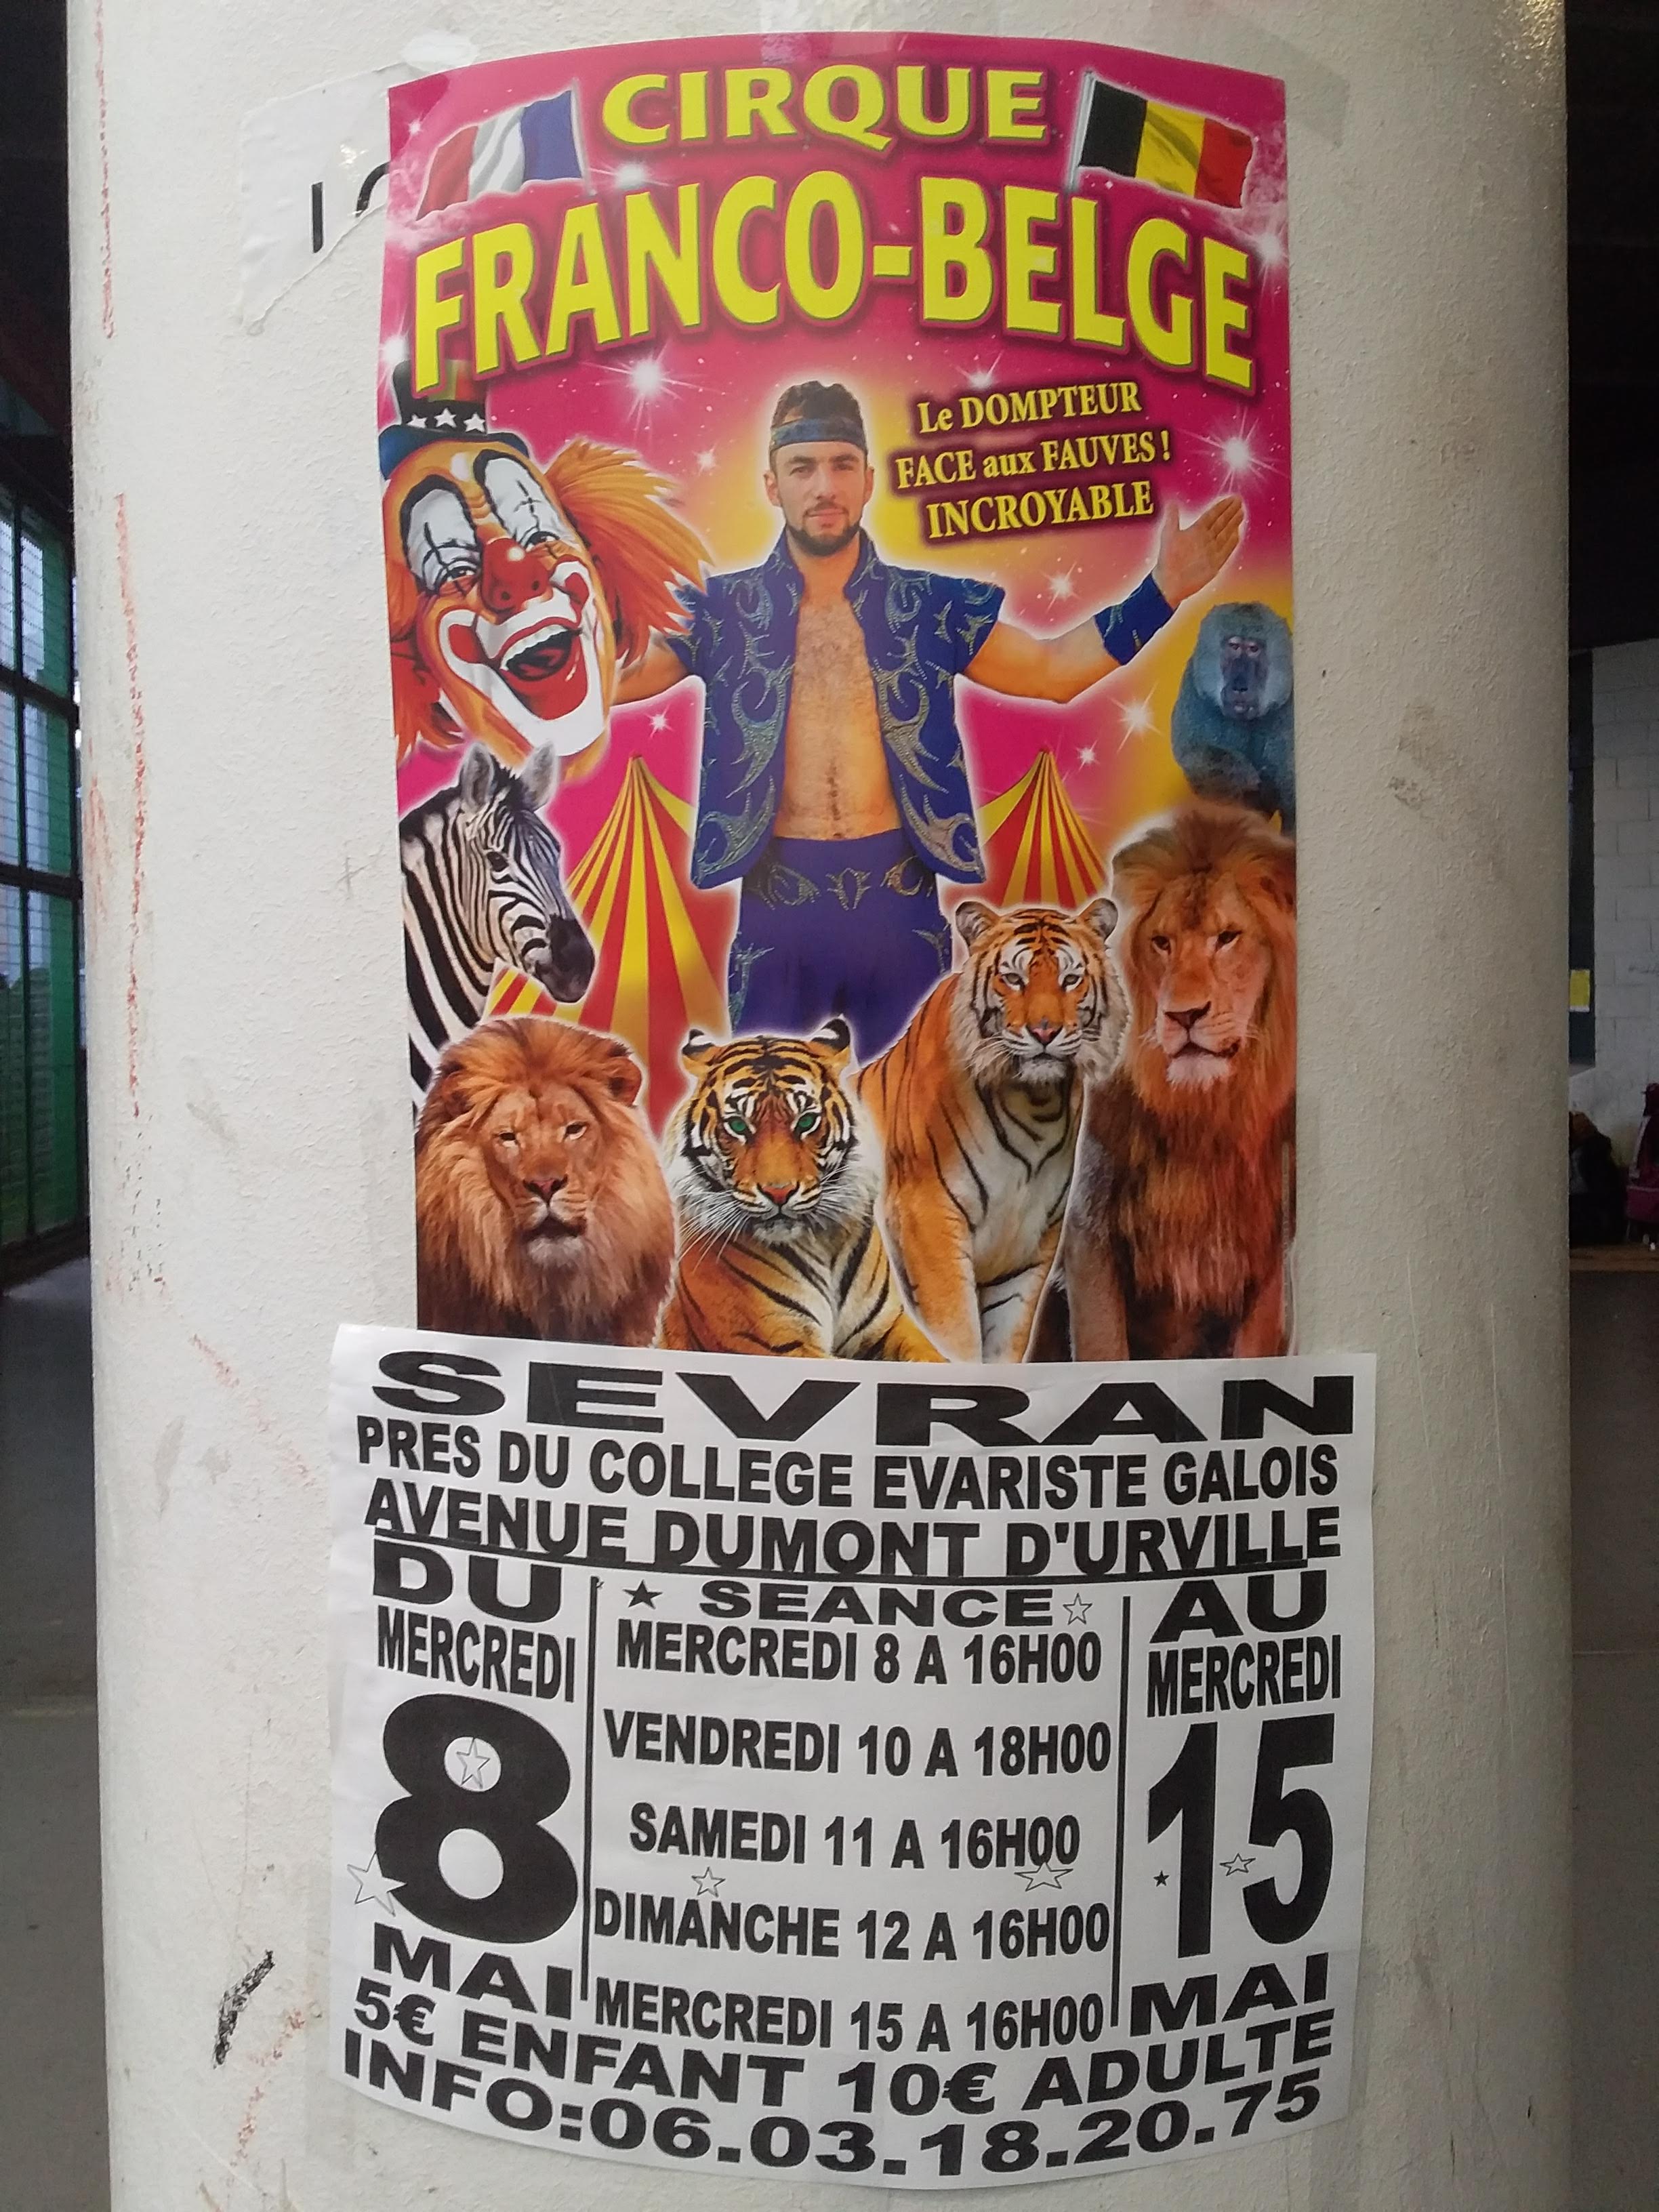 CIRQUE
FRANCO-BELGE
Le DOMPTEUR
FACE aux FAUVES !
INCROYABLE
SEVRAN
PRES DU COLLEGE EVARISTE GALOIS
AVENUE DUMONT D'URVILLE
DU
MERCREDI
8
MAI
SEANCE
MERCREDI 8 A 16H00
VENDREDI 10 A 18H00
SAMEDI 11 A 16H00
DIMANCHE 12 A 16H00
MERCREDI 15 A 16H00
AU
MERCREDI
15
MAI
5€ ENFANT 10€ ADULTE
INFO:06.03.18.20.75